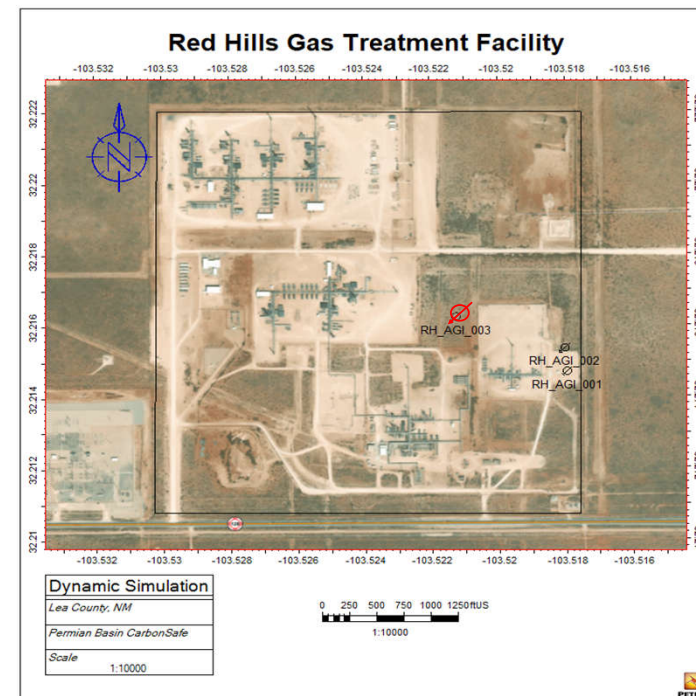 Red Hills Gas Treatment Facility
-103.532 -103.53 -103.528 -103.526 -103.524 -103.522 -103.52 -103.518 -103.516
32.222
32.22
32.218
32.216
32.214
32.212
32.21
N
RH_AGI_003
RH_AGI_002
RH_AGI_001
-103.532 -103.53 -103.528 -103.526 -103.524 -103.522 -103.52 -103.518 -103.516
Dynamic Simulation
Lea County, NM
Permian Basin CarbonSafe
Scale
1:10000
0 250 500 750 1000 1250ftUS
1:10000